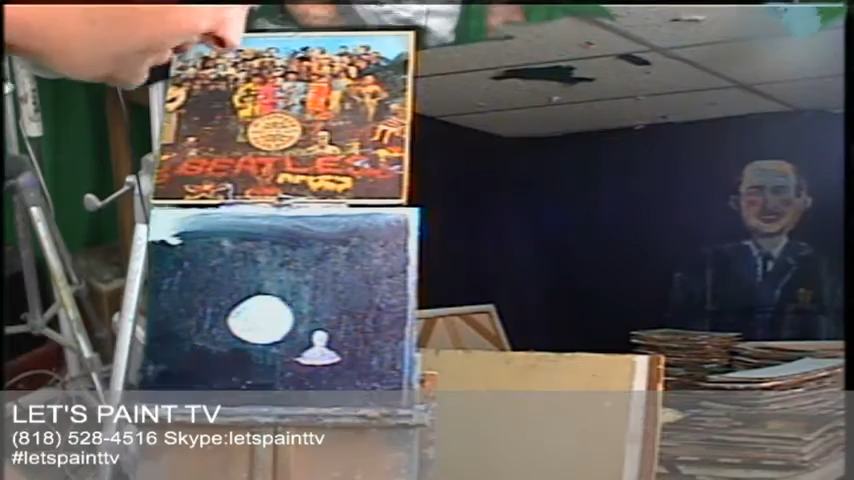 BEATLES
LET'S PAINT TV
(818) 528-4516 Skype:letspainttv
#letspainttv